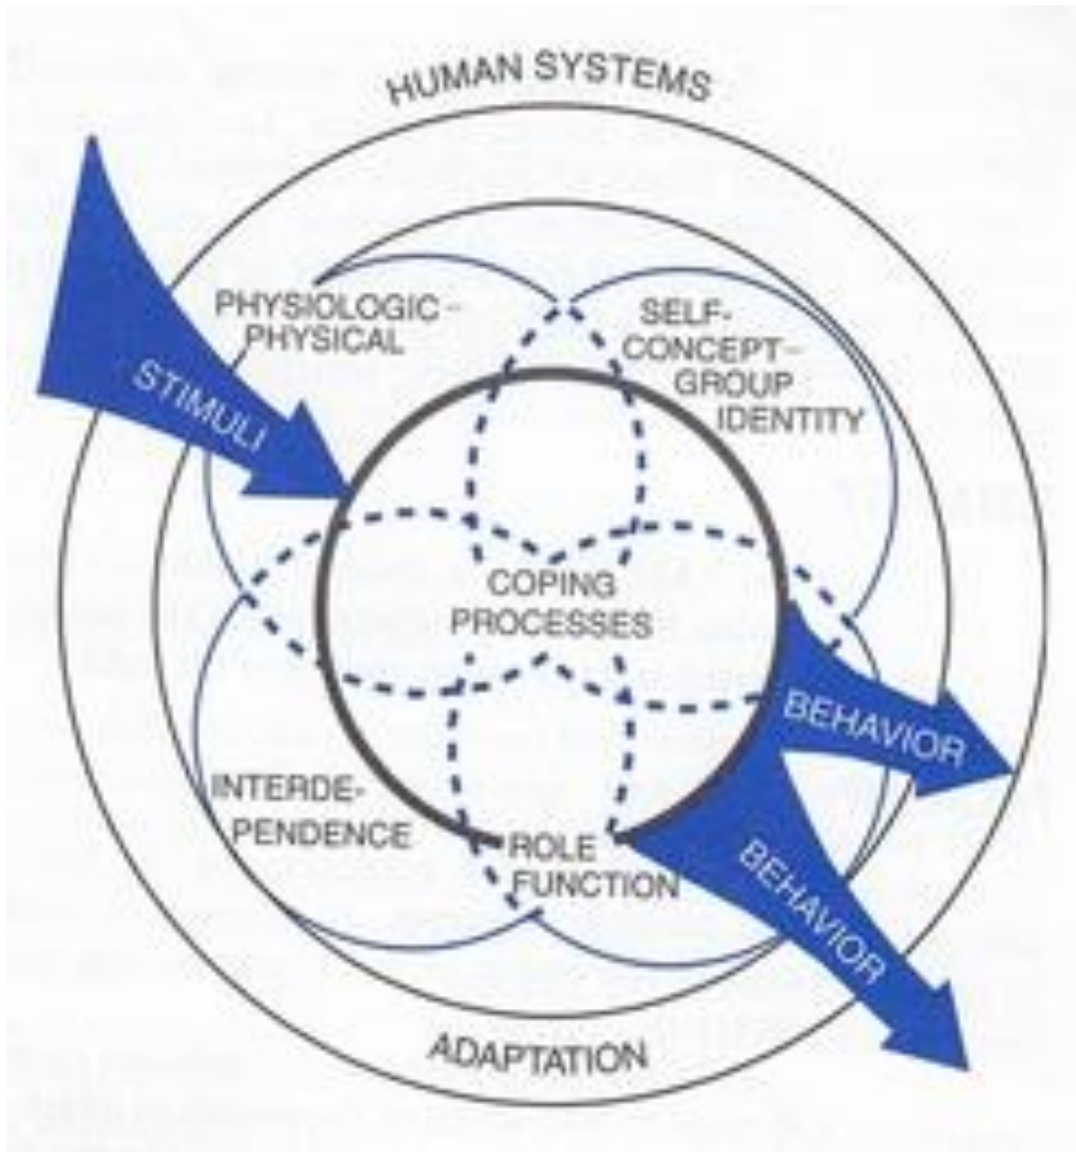 HUMAN SYSTEMS
PHYSIOLOGIC–
PHYSICAL
SELF-
CONCEPT–
GROUP
IDENTITY
STIMULI
COPING
PROCESSES
BEHAVIOR
INTERDE-
PENDENCE
ROLE
FUNCTION
BEHAVIOR
ADAPTATION